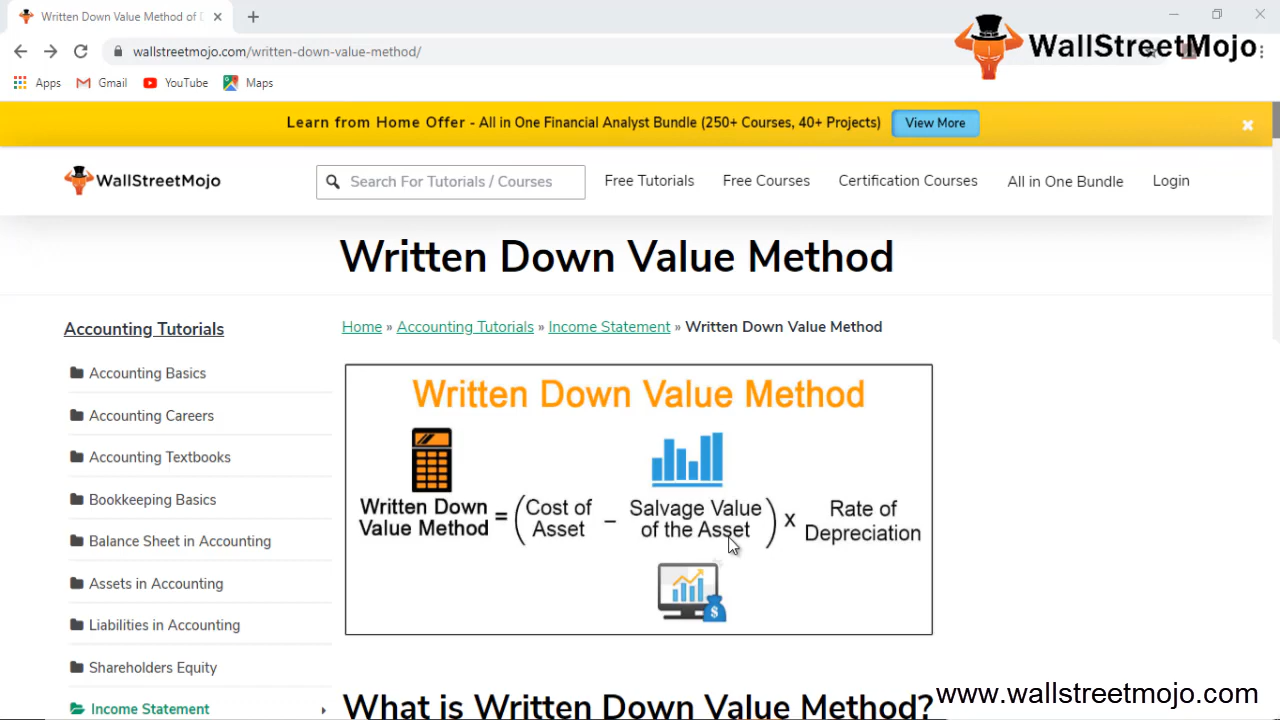 Written Down Value Method of
wallstreetmojo.com/written-down-value-method/
WallStreetMojo
Apps Gmail YouTube Maps
Learn from Home Offer - All in One Financial Analyst Bundle (250+ Courses, 40+ Projects) View More
WallStreetMojo Search For Tutorials / Courses Free Tutorials Free Courses Certification Courses All in One Bundle Login
Written Down Value Method
Accounting Tutorials
Accounting Basics
Accounting Careers
Accounting Textbooks
Bookkeeping Basics
Balance Sheet in Accounting
Assets in Accounting
Liabilities in Accounting
Shareholders Equity
Income Statement
Home » Accounting Tutorials » Income Statement » Written Down Value Method
Written Down Value Method
Written Down Cost of Salvage Value Rate of
Value Method = ( Asset – of the Asset ) x Depreciation
$
What is Written Down Value Method?
www.wallstreetmojo.com